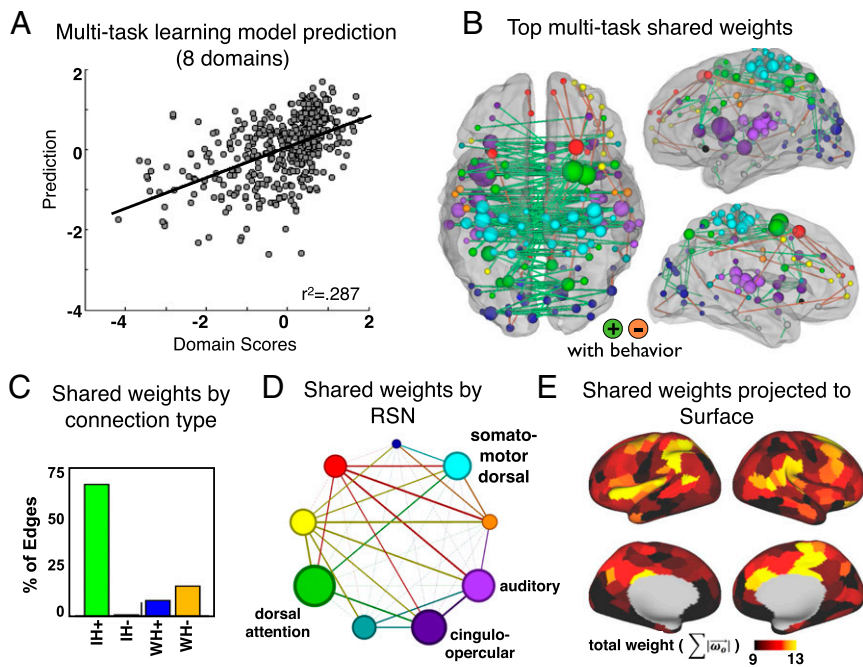 A
Multi-task learning model prediction
(8 domains)
2
0
-2
-4
Prediction
r²=.287
-4
-2
0
2
Domain Scores
B
Top multi-task shared weights
+ -
with behavior
C
Shared weights by
connection type
75
50
25
0
% of Edges
IH+
IH-
WH+
WH-
D
Shared weights by
RSN
somato-
motor
dorsal
auditory
dorsal
attention
cingulo-
opercular
E
Shared weights projected to
Surface
total weight ( ∑|ω₀| )
9 13